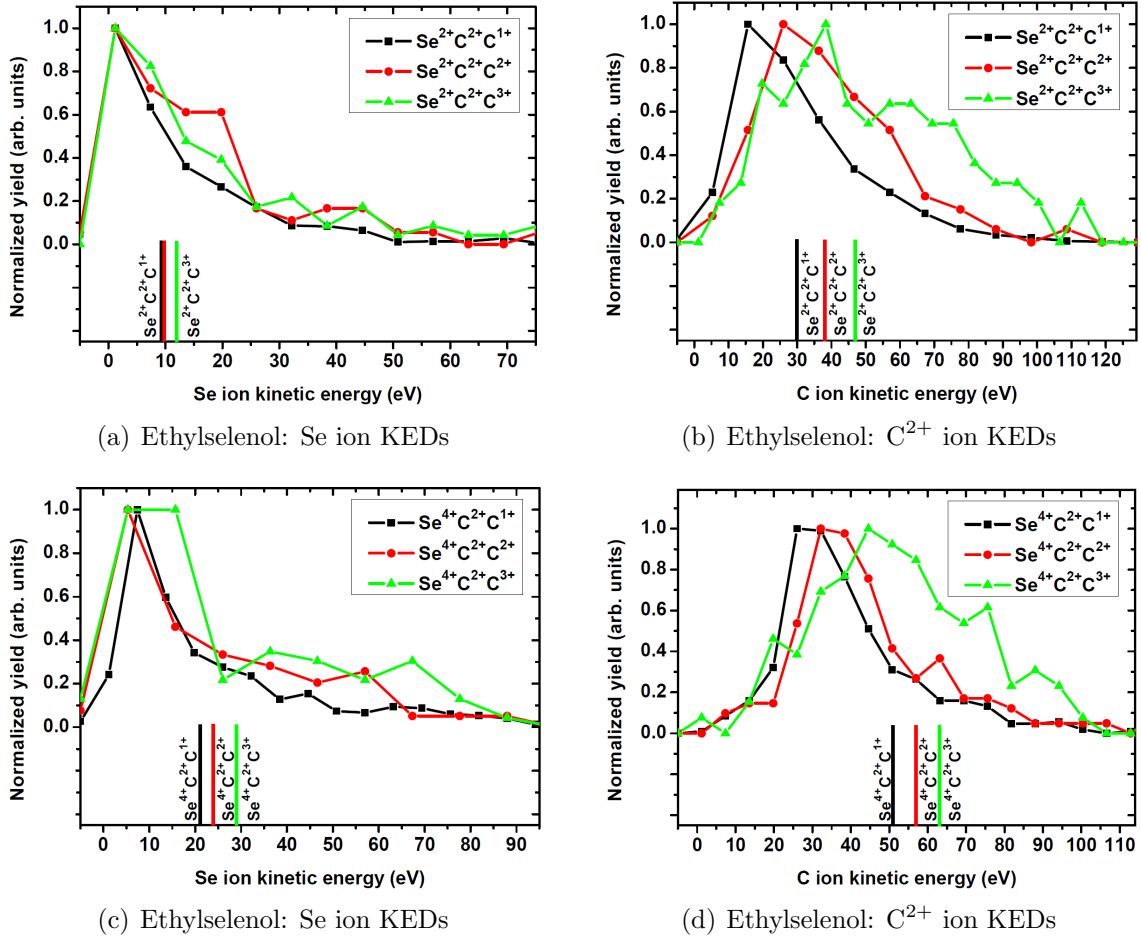 1.0
0.8
0.6
0.4
0.2
0.0
Normalized yield (arb. units)
Se²⁺C²⁺C¹⁺
Se²⁺C²⁺C²⁺
Se²⁺C²⁺C³⁺
Se²⁺C²⁺C¹⁺
Se²⁺C²⁺C³⁺
0 10 20 30 40 50 60 70
Se ion kinetic energy (eV)
(a) Ethylselenol: Se ion KEDs
1.0
0.8
0.6
0.4
0.2
0.0
Normalized yield (arb. units)
Se²⁺C²⁺C¹⁺
Se²⁺C²⁺C²⁺
Se²⁺C²⁺C³⁺
Se²⁺C²⁺C¹⁺
Se²⁺C²⁺C²⁺
Se²⁺C²⁺C³⁺
0 10 20 30 40 50 60 70 80 90 100 110 120
C ion kinetic energy (eV)
(b) Ethylselenol: C²⁺ ion KEDs
1.0
0.8
0.6
0.4
0.2
0.0
Normalized yield (arb. units)
Se⁴⁺C²⁺C¹⁺
Se⁴⁺C²⁺C²⁺
Se⁴⁺C²⁺C³⁺
Se⁴⁺C²⁺C¹⁺
Se⁴⁺C²⁺C²⁺
Se⁴⁺C²⁺C³⁺
0 10 20 30 40 50 60 70 80 90
Se ion kinetic energy (eV)
(c) Ethylselenol: Se ion KEDs
1.0
0.8
0.6
0.4
0.2
0.0
Normalized yield (arb. units)
Se⁴⁺C²⁺C¹⁺
Se⁴⁺C²⁺C²⁺
Se⁴⁺C²⁺C³⁺
Se⁴⁺C²⁺C¹⁺
Se⁴⁺C²⁺C²⁺
Se⁴⁺C²⁺C³⁺
0 10 20 30 40 50 60 70 80 90 100 110
C ion kinetic energy (eV)
(d) Ethylselenol: C²⁺ ion KEDs